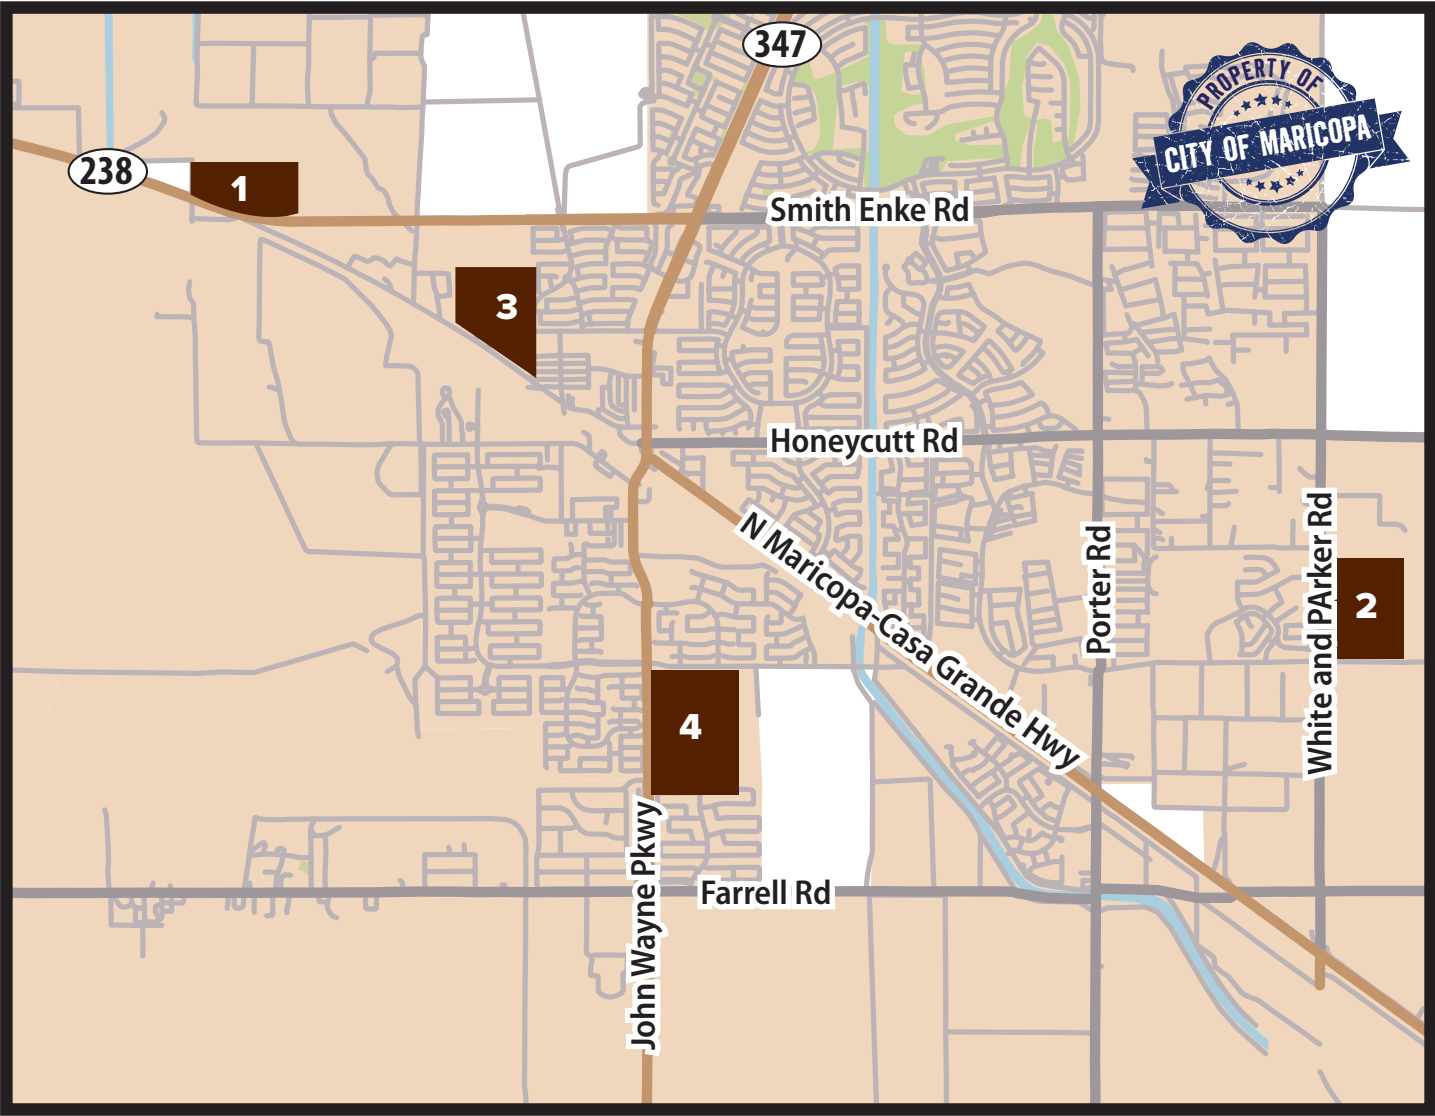 347
PROPERTY OF
CITY OF MARICOPA
238
1
Smith Enke Rd
3
Honeycutt Rd
N Maricopa-Casa Grande Hwy
Porter Rd
White and PArker Rd
2
4
John Wayne Pkwy
Farrell Rd